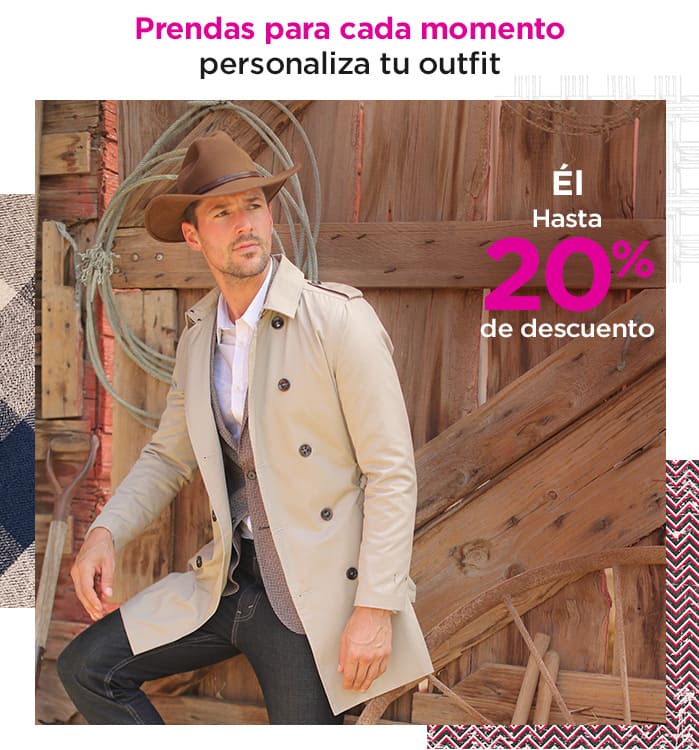 Prendas para cada momento
personaliza tu outfit
Él
Hasta
20%
de descuento